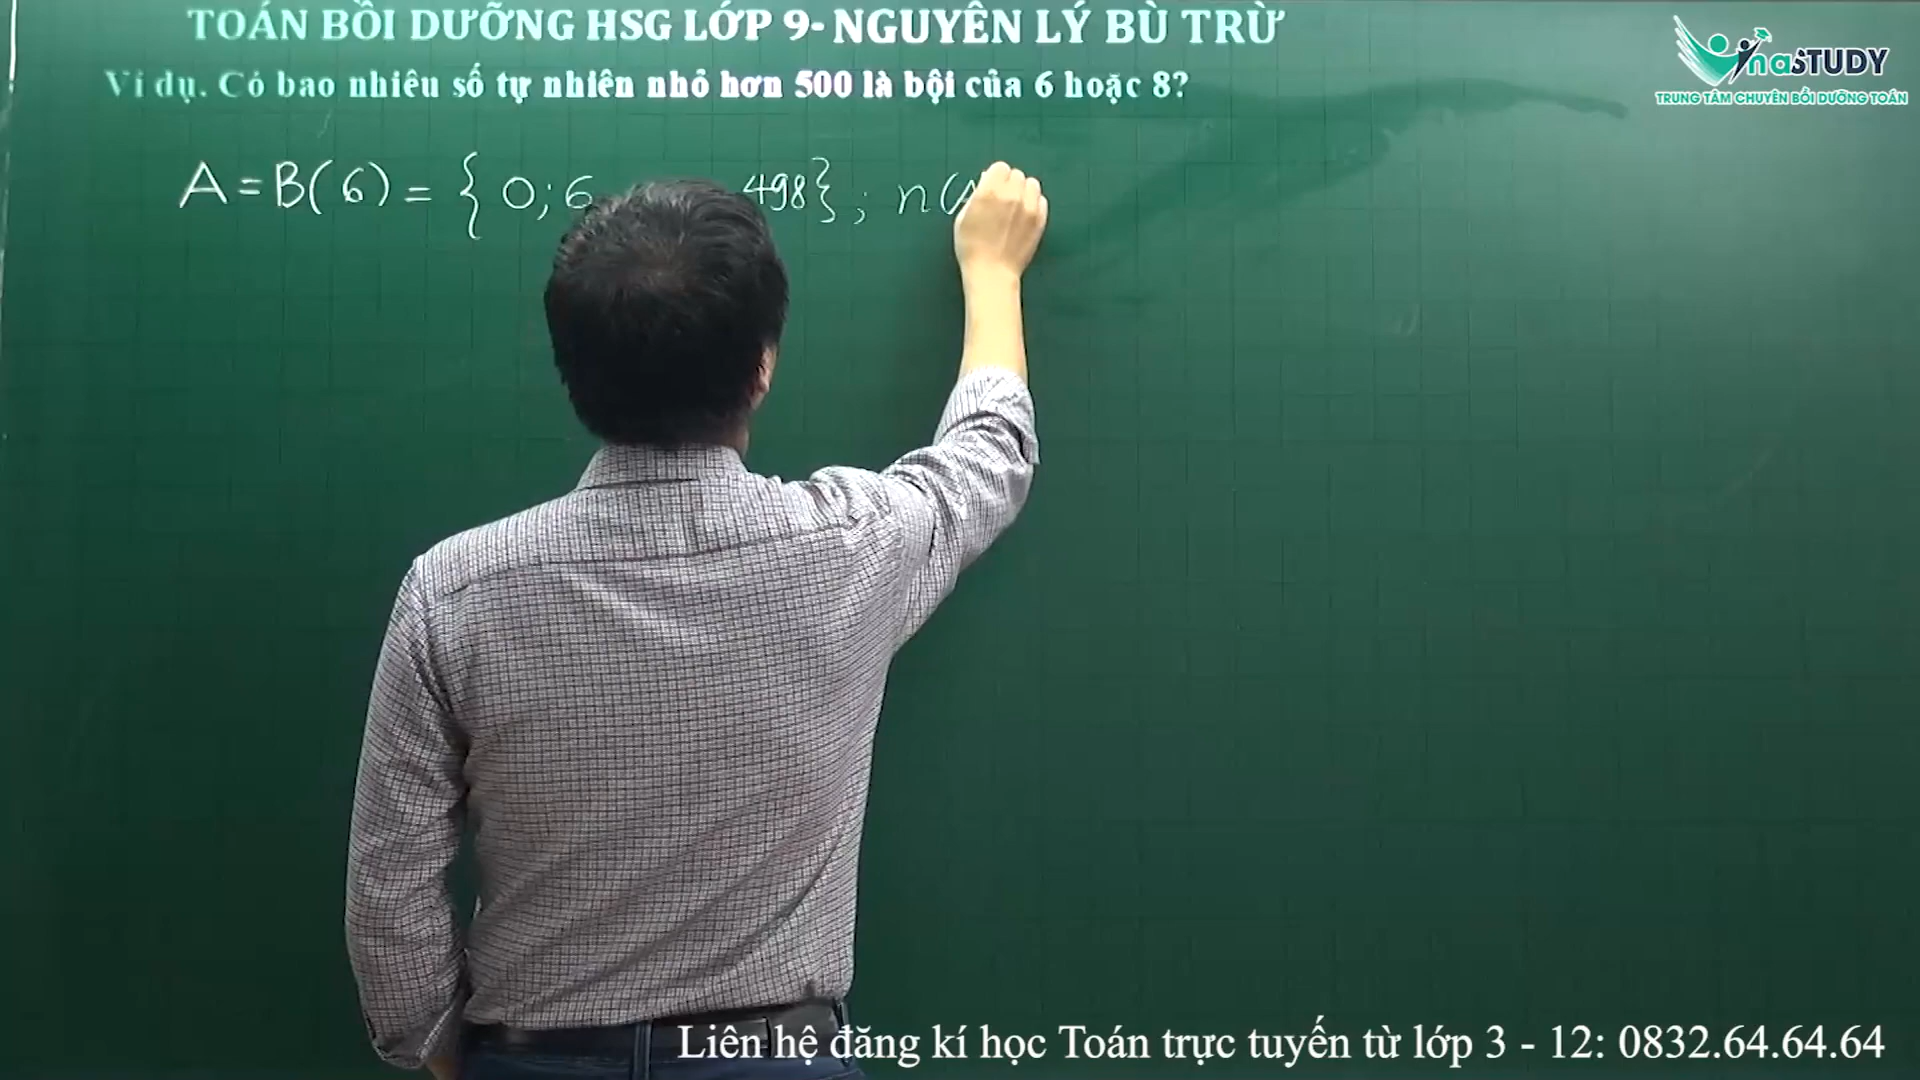 TOÁN BỒI DƯỠNG HSG LỚP 9- NGUYÊN LÝ BÙ TRỪ
Ví dụ. Có bao nhiêu số tự nhiên nhỏ hơn 500 là bội của 6 hoặc 8?
inaSTUDY
TRUNG TÂM CHUYÊN BỒI DƯỠNG TOÁN
A = B(6) = { 0; 6 498} ; n(
Liên hệ đăng kí học Toán trực tuyến từ lớp 3 - 12: 0832.64.64.64